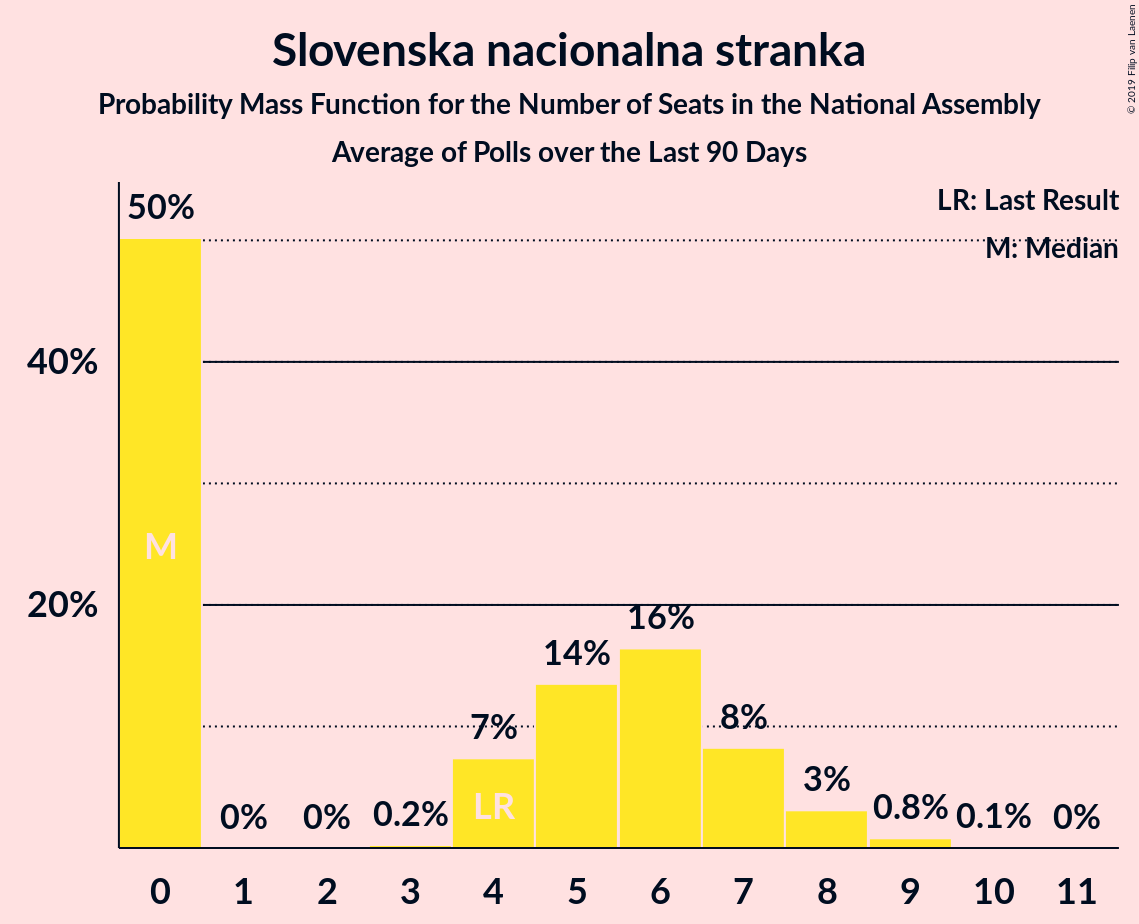 Slovenska nacionalna stranka
Probability Mass Function for the Number of Seats in the National Assembly
Average of Polls over the Last 90 Days
© 2019 Filip van Laenen
LR: Last Result
M: Median
50%
40%
20%
M
0%
0%
0.2%
7%
LR
14%
16%
8%
3%
0.8%
0.1%
0%
0 1 2 3 4 5 6 7 8 9 10 11